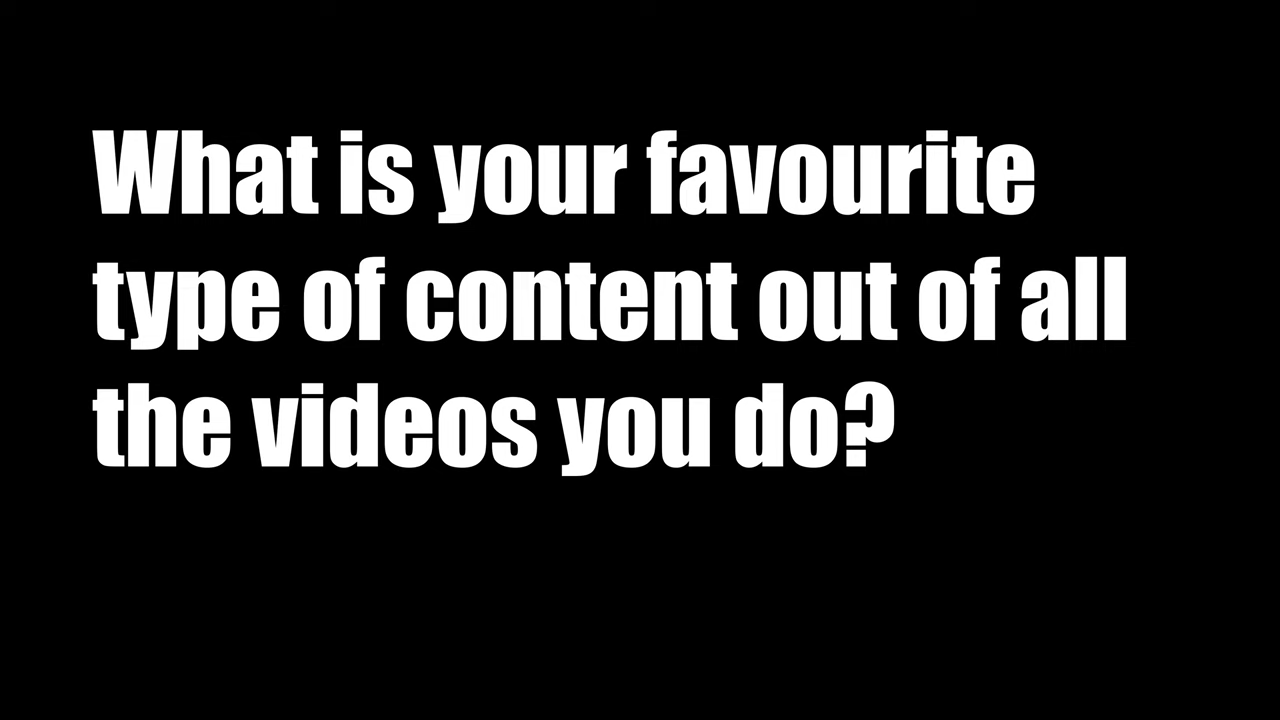 What is your favourite
type of content out of all
the videos you do?